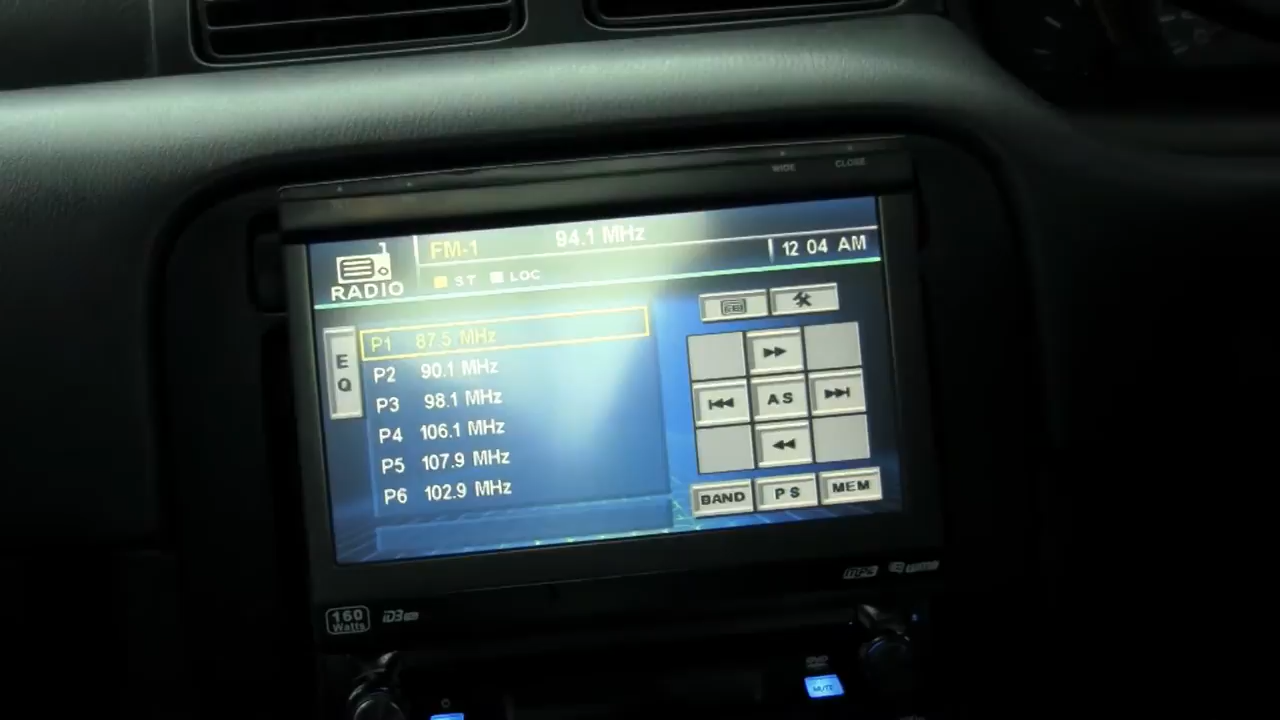 WIDE CLOSE
FM-1 94.1 MHz 12 04 AM
RADIO
ST LOC
EQ
P1 87.5 MHz
P2 90.1 MHz
P3 98.1 MHz
P4 106.1 MHz
P5 107.9 MHz
P6 102.9 MHz
AS
BAND PS MEM
160
Watts
iD3
MUTE